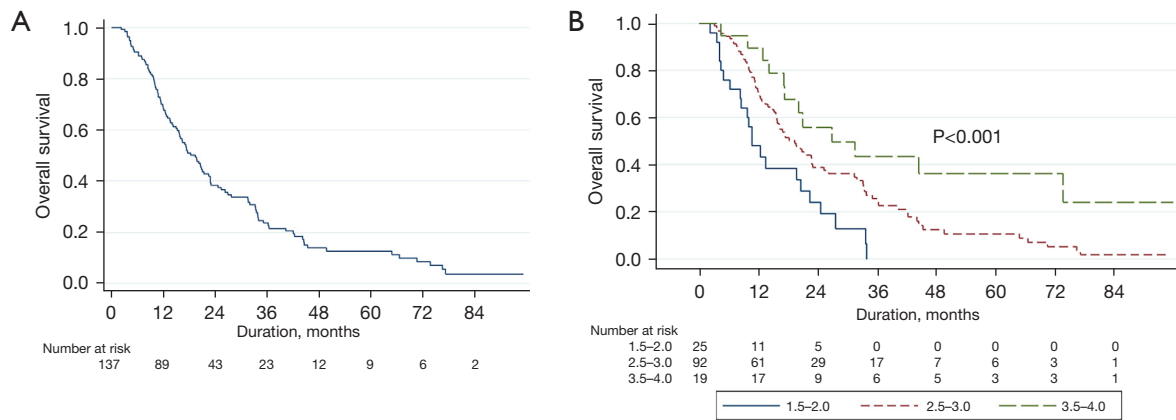 A
1.0
0.8
0.6
0.4
0.2
0.0
Overall survival
0 12 24 36 48 60 72 84
Duration, months
Number at risk
137 89 43 23 12 9 6 2
B
1.0
0.8
0.6
0.4
0.2
0.0
Overall survival
P<0.001
0 12 24 36 48 60 72 84
Duration, months
Number at risk
1.5–2.0 25 11 5 0 0 0 0 0
2.5–3.0 92 61 29 17 7 6 3 1
3.5–4.0 19 17 9 6 5 3 3 1
1.5–2.0 2.5–3.0 3.5–4.0